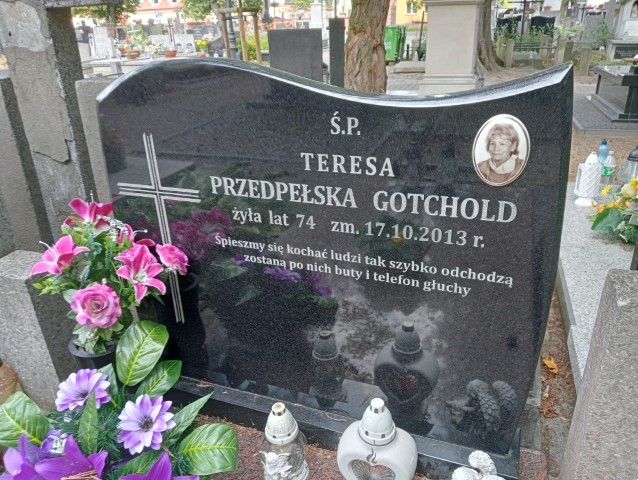 Ś.P.
TERESA
PRZEDPEŁSKA GOTCHOLD
żyła lat 74 zm. 17.10.2013 r.
Śpieszmy się kochać ludzi tak szybko odchodzą
zostaną po nich buty i telefon głuchy